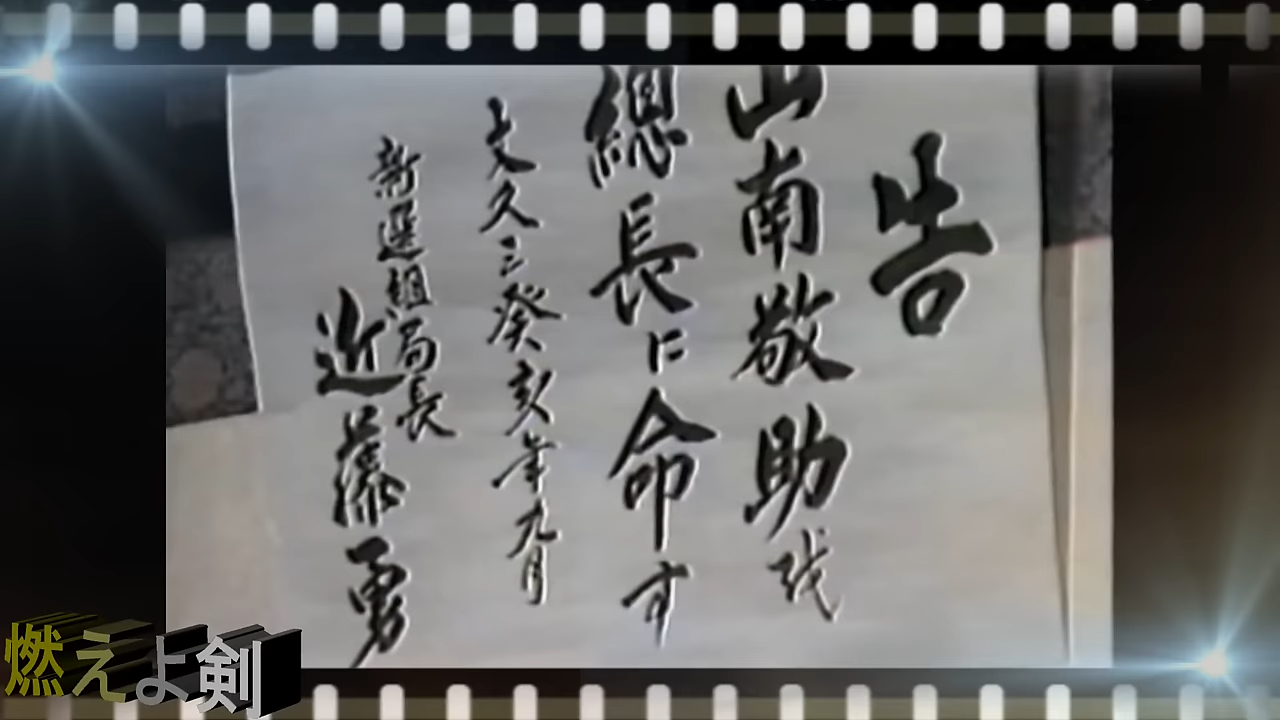 告
山南敬助
總長に命す
文久三癸亥年九月
新選組局長
近藤勇
燃えよ剣